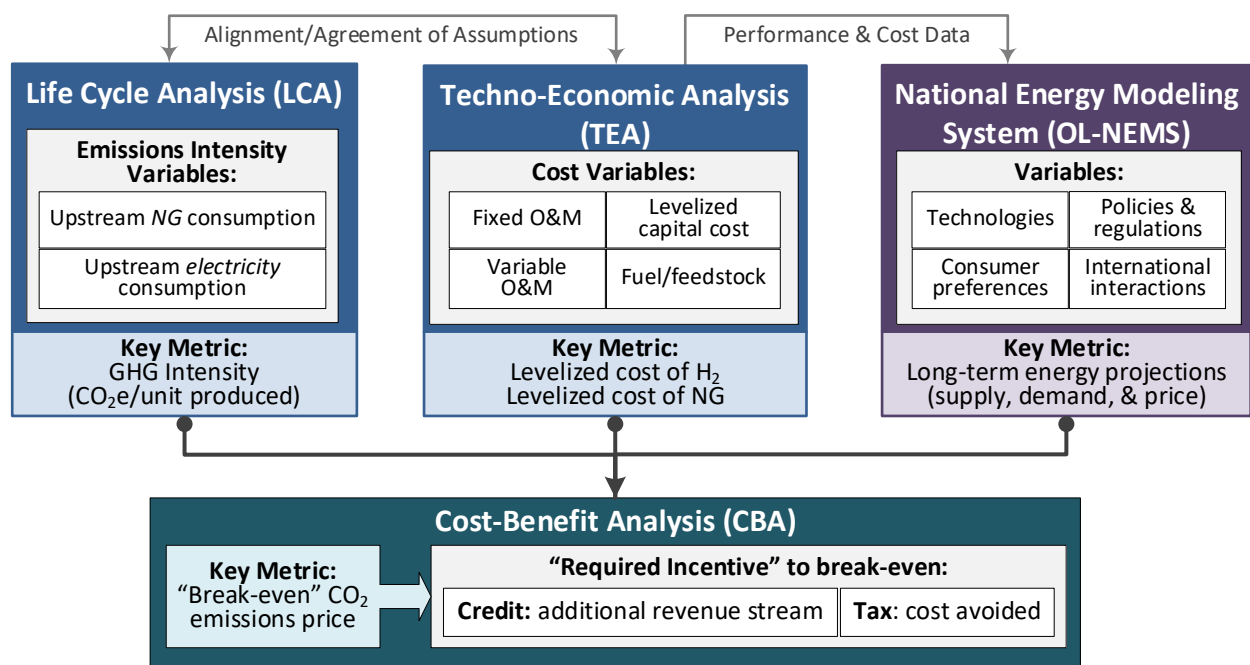 Alignment/Agreement of Assumptions
Performance & Cost Data
Life Cycle Analysis (LCA)
Emissions Intensity
Variables:
Upstream NG consumption
Upstream electricity
consumption
Key Metric:
GHG Intensity
(CO₂e/unit produced)
Techno-Economic Analysis
(TEA)
Cost Variables:
Fixed O&M
Levelized
capital cost
Variable
O&M
Fuel/feedstock
Key Metric:
Levelized cost of H₂
Levelized cost of NG
National Energy Modeling
System (OL-NEMS)
Variables:
Technologies
Policies &
regulations
Consumer
preferences
International
interactions
Key Metric:
Long-term energy projections
(supply, demand, & price)
Cost-Benefit Analysis (CBA)
Key Metric:
“Break-even” CO₂
emissions price
“Required Incentive” to break-even:
Credit: additional revenue stream
Tax: cost avoided